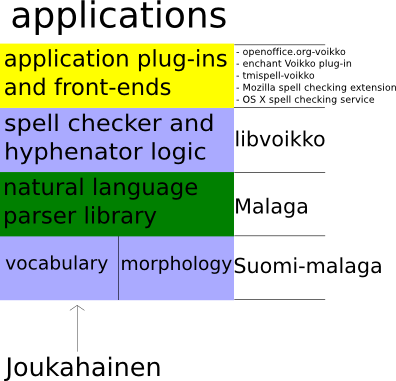 applications
application plug-ins
and front-ends
- openoffice.org-voikko
- enchant Voikko plug-in
- tmispell-voikko
- Mozilla spell checking extension
- OS X spell checking service
spell checker and
hyphenator logic
libvoikko
natural language
parser library
Malaga
vocabulary
morphology
Suomi-malaga
Joukahainen